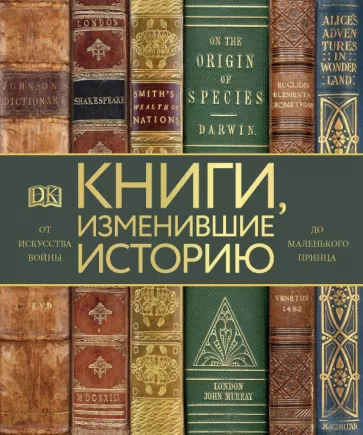 JOHNSON'S
DICTIONARY
LONDON
SHAKESPEARE
SMITH'S
WEALTH OF
NATIONS
ON THE
ORIGIN
OF
SPECIES
DARWIN.
EUCLIDIS
ELEMENTA
GEOMETRIAE
ALICE'S
ADVEN
TURES
IN
WONDER
LAND
DK
КНИГИ,
ИЗМЕНИВШИЕ
ИСТОРИЮ
ОТ
ИСКУССТВА
ВОЙНЫ
ДО
МАЛЕНЬКОГО
ПРИНЦА
LONDON
JOHN MURRAY
VENETIIS
1482
MACMILLAN